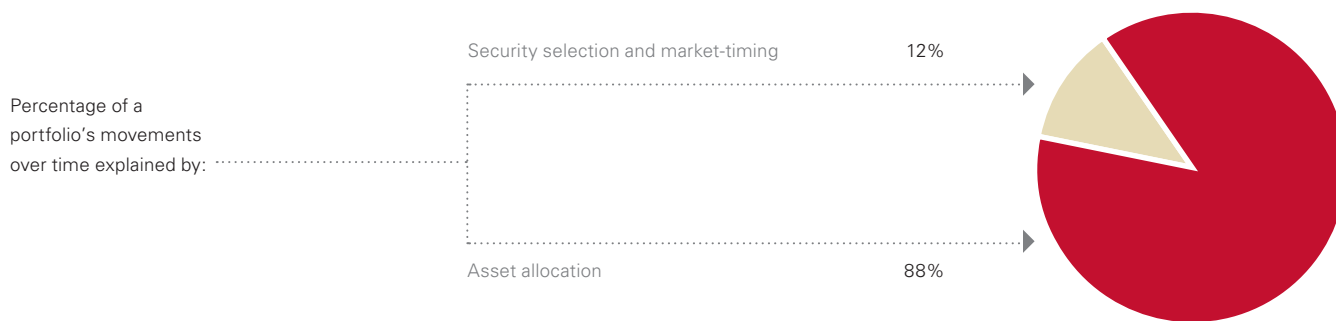 Percentage of a
portfolio’s movements
over time explained by:
Security selection and market-timing 12%
Asset allocation 88%